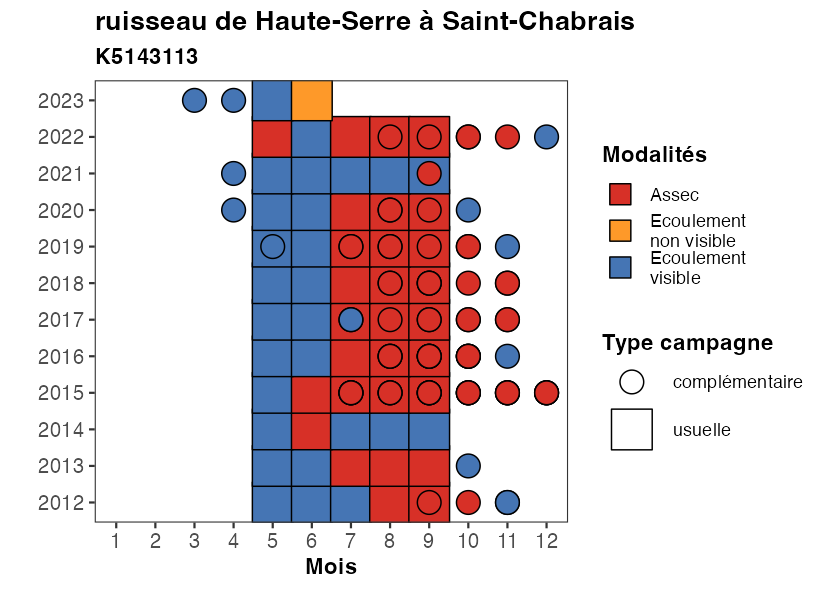 ruisseau de Haute-Serre à Saint-Chabrais
K5143113
2023
2022
2021
2020
2019
2018
2017
2016
2015
2014
2013
2012
1 2 3 4 5 6 7 8 9 10 11 12
Mois
Modalités
Assec
Ecoulement
non visible
Ecoulement
visible
Type campagne
complémentaire
usuelle